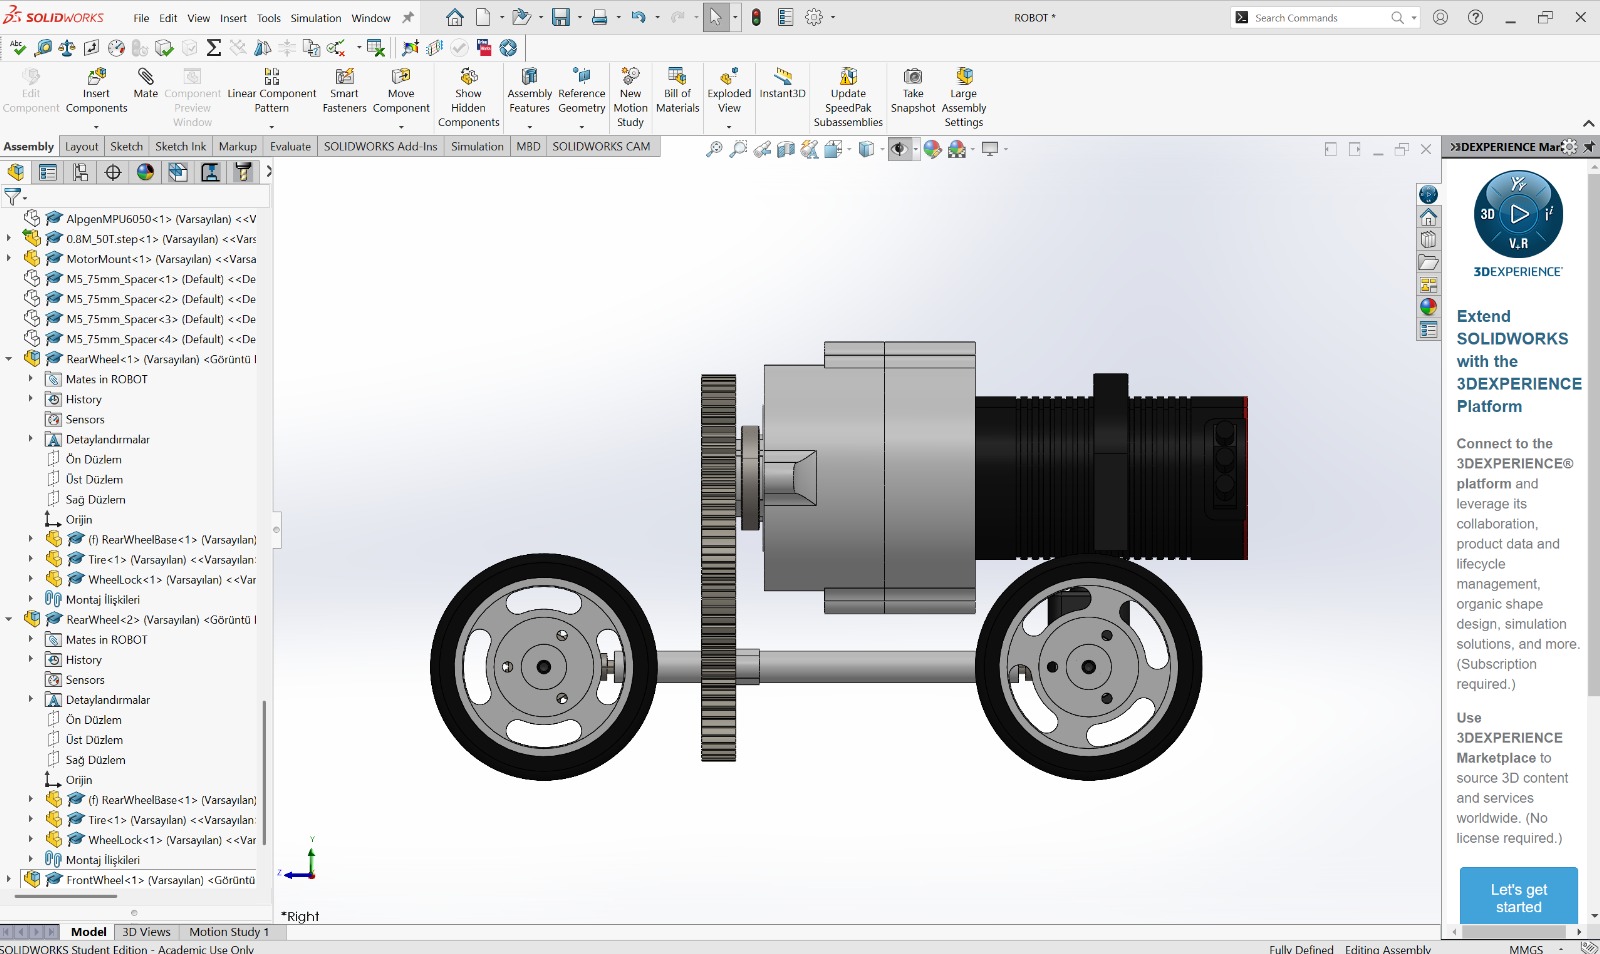 SOLIDWORKS
File Edit View Insert Tools Simulation Window
ROBOT *
Search Commands
Edit Component
Insert Components
Mate
Component Preview Window
Linear Component Pattern
Smart Fasteners
Move Component
Show Hidden Components
Assembly Features
Reference Geometry
New Motion Study
Bill of Materials
Exploded View
Instant3D
Update SpeedPak Subassemblies
Take Snapshot
Large Assembly Settings
Assembly Layout Sketch Sketch Ink Markup Evaluate SOLIDWORKS Add-Ins Simulation MBD SOLIDWORKS CAM
AlpgenMPU6050<1> (Varsayılan) <<V
0.8M_50T.step<1> (Varsayılan) <<Vars
MotorMount<1> (Varsayılan) <<Varsa
M5_75mm_Spacer<1> (Default) <<De
M5_75mm_Spacer<2> (Default) <<De
M5_75mm_Spacer<3> (Default) <<De
M5_75mm_Spacer<4> (Default) <<De
RearWheel<1> (Varsayılan) <Görüntü
Mates in ROBOT
History
Sensors
Detaylandırmalar
Ön Düzlem
Üst Düzlem
Sağ Düzlem
Orijin
(f) RearWheelBase<1> (Varsayılan)
Tire<1> (Varsayılan) <<Varsayılan
WheelLock<1> (Varsayılan) <<Var
Montaj İlişkileri
RearWheel<2> (Varsayılan) <Görüntü
Mates in ROBOT
History
Sensors
Detaylandırmalar
Ön Düzlem
Üst Düzlem
Sağ Düzlem
Orijin
(f) RearWheelBase<1> (Varsayılan)
Tire<1> (Varsayılan) <<Varsayılan
WheelLock<1> (Varsayılan) <<Var
Montaj İlişkileri
FrontWheel<1> (Varsayılan) <Görüntü
Y
Z
*Right
3DEXPERIENCE Mar
3D
V+R
3DEXPERIENCE
Extend
SOLIDWORKS
with the
3DEXPERIENCE
Platform
Connect to the
3DEXPERIENCE®
platform and
leverage its
collaboration,
product data and
lifecycle
management,
organic shape
design, simulation
solutions, and more.
(Subscription
required.)
Use
3DEXPERIENCE
Marketplace to
source 3D content
and services
worldwide. (No
license required.)
Let's get
started
Model 3D Views Motion Study 1
SOLIDWORKS Student Edition - Academic Use Only
Fully Defined Editing Assembly MMGS